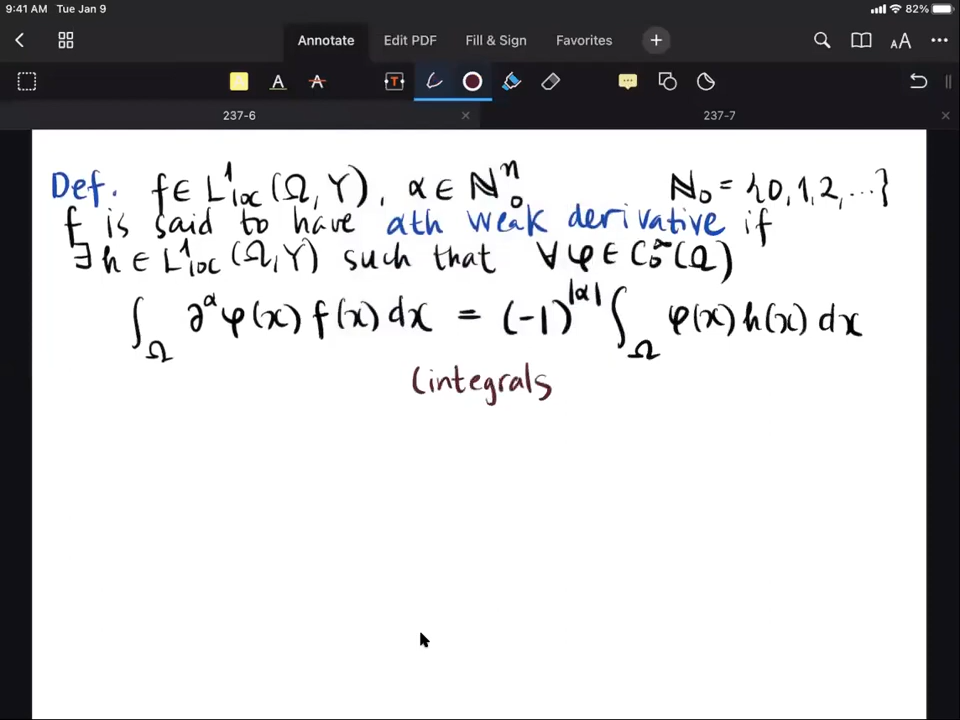 9:41 AM Tue Jan 9 82%
Annotate Edit PDF Fill & Sign Favorites
237-6 237-7
Def. f ∈ L¹loc (Ω, Y), α ∈ ℕ₀ⁿ ℕ₀ = {0, 1, 2, ...}
f is said to have αth weak derivative if
∃ h ∈ L¹loc (Ω, Y) such that ∀ φ ∈ C₀^∞(Ω)
∫_Ω ∂^α φ(x) f(x) dx = (-1)^|α| ∫_Ω φ(x) h(x) dx
(integrals